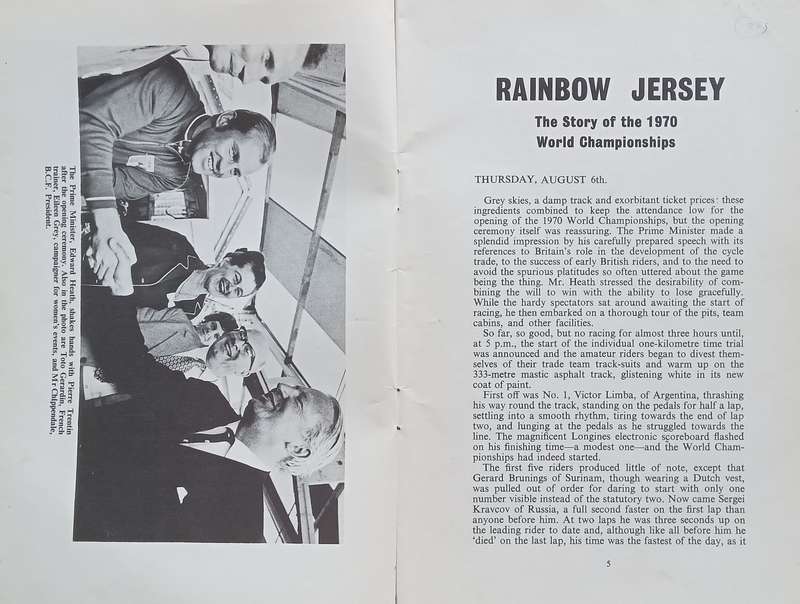 The Prime Minister, Edward Heath, shakes hands with Pierre Trentin
after the opening ceremony. Also in the photo are Toto Gerardin, French
trainer, Eileen Grey, campaigner for women's events, and Mr Chippendale,
B.C.F. President.
RAINBOW JERSEY
The Story of the 1970
World Championships
THURSDAY, AUGUST 6th.
Grey skies, a damp track and exorbitant ticket prices: these
ingredients combined to keep the attendance low for the
opening of the 1970 World Championships, but the opening
ceremony itself was reassuring. The Prime Minister made a
splendid impression by his carefully prepared speech with its
references to Britain's role in the development of the cycle
trade, to the success of early British riders, and to the need to
avoid the spurious platitudes so often uttered about the game
being the thing. Mr. Heath stressed the desirability of com-
bining the will to win with the ability to lose gracefully.
While the hardy spectators sat around awaiting the start of
racing, he then embarked on a thorough tour of the pits, team
cabins, and other facilities.
So far, so good, but no racing for almost three hours until,
at 5 p.m., the start of the individual one-kilometre time trial
was announced and the amateur riders began to divest them-
selves of their trade team track-suits and warm up on the
333-metre mastic asphalt track, glistening white in its new
coat of paint.
First off was No. 1, Victor Limba, of Argentina, thrashing
his way round the track, standing on the pedals for half a lap,
settling into a smooth rhythm, tiring towards the end of lap
two, and lunging at the pedals as he struggled towards the
line. The magnificent Longines electronic scoreboard flashed
on his finishing time—a modest one—and the World Cham-
pionships had indeed started.
The first five riders produced little of note, except that
Gerard Brunings of Surinam, though wearing a Dutch vest,
was pulled out of order for daring to start with only one
number visible instead of the statutory two. Now came Sergei
Kravcov of Russia, a full second faster on the first lap than
anyone before him. At two laps he was three seconds up on
the leading rider to date and, although like all before him he
'died' on the last lap, his time was the fastest of the day, as it
5